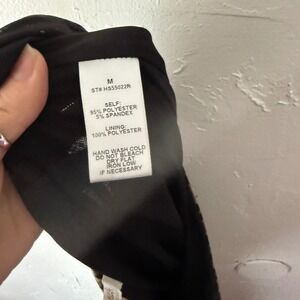 M
ST# HS55022R
SELF:
95% POLYESTER
5% SPANDEX
LINING:
100% POLYESTER
HAND WASH COLD
DO NOT BLEACH
DRY FLAT
IRON LOW
IF NECESSARY